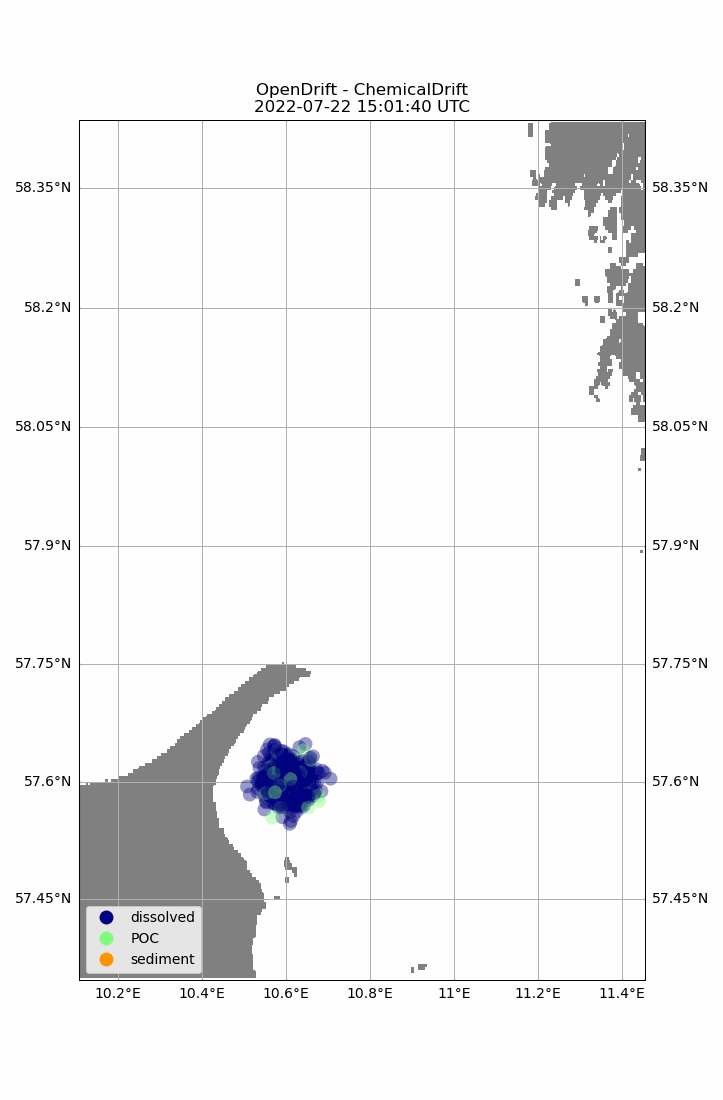 OpenDrift - ChemicalDrift
2022-07-22 15:01:40 UTC
58.35°N 58.35°N
58.2°N 58.2°N
58.05°N 58.05°N
57.9°N 57.9°N
57.75°N 57.75°N
57.6°N 57.6°N
57.45°N 57.45°N
dissolved
POC
sediment
10.2°E 10.4°E 10.6°E 10.8°E 11°E 11.2°E 11.4°E